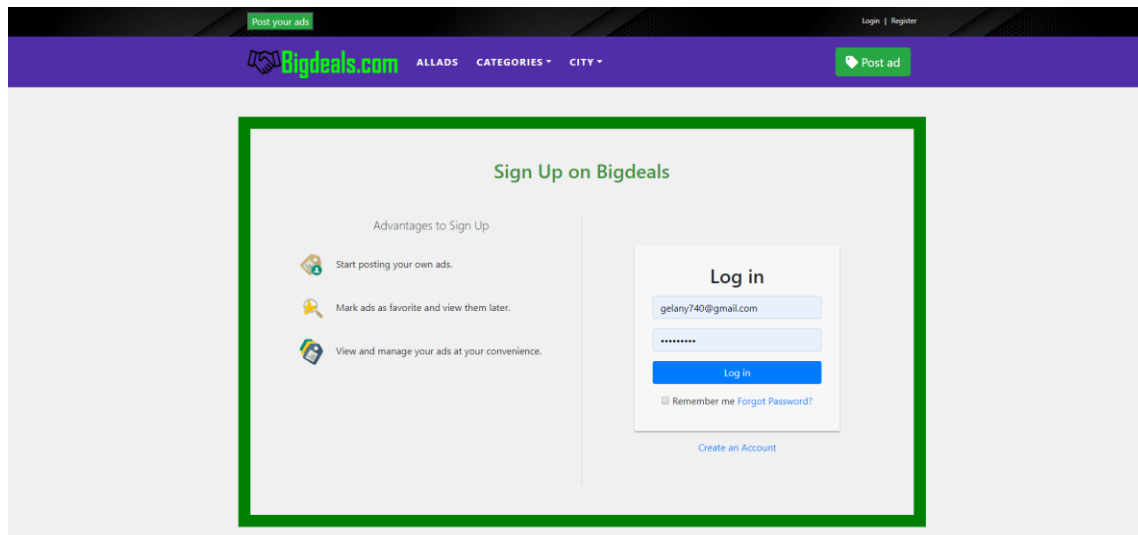 Post your ads
Login | Register
Bigdeals.com ALLADS CATEGORIES CITY Post ad
Sign Up on Bigdeals
Advantages to Sign Up
Start posting your own ads.
Mark ads as favorite and view them later.
View and manage your ads at your convenience.
Log in
gelany740@gmail.com
•••••••••
Log in
Remember me Forgot Password?
Create an Account